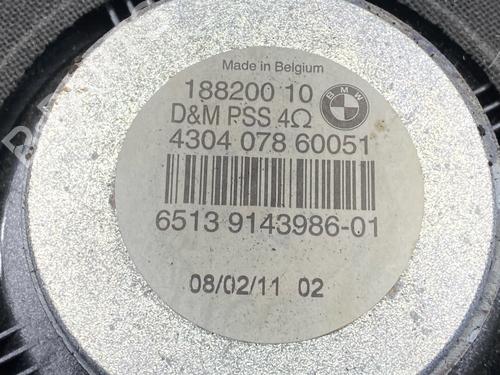 Made in Belgium
188200 10
BMW
D&M PSS 4Ω
4304 078 60051
6513 9143986-01
08/02/11 02